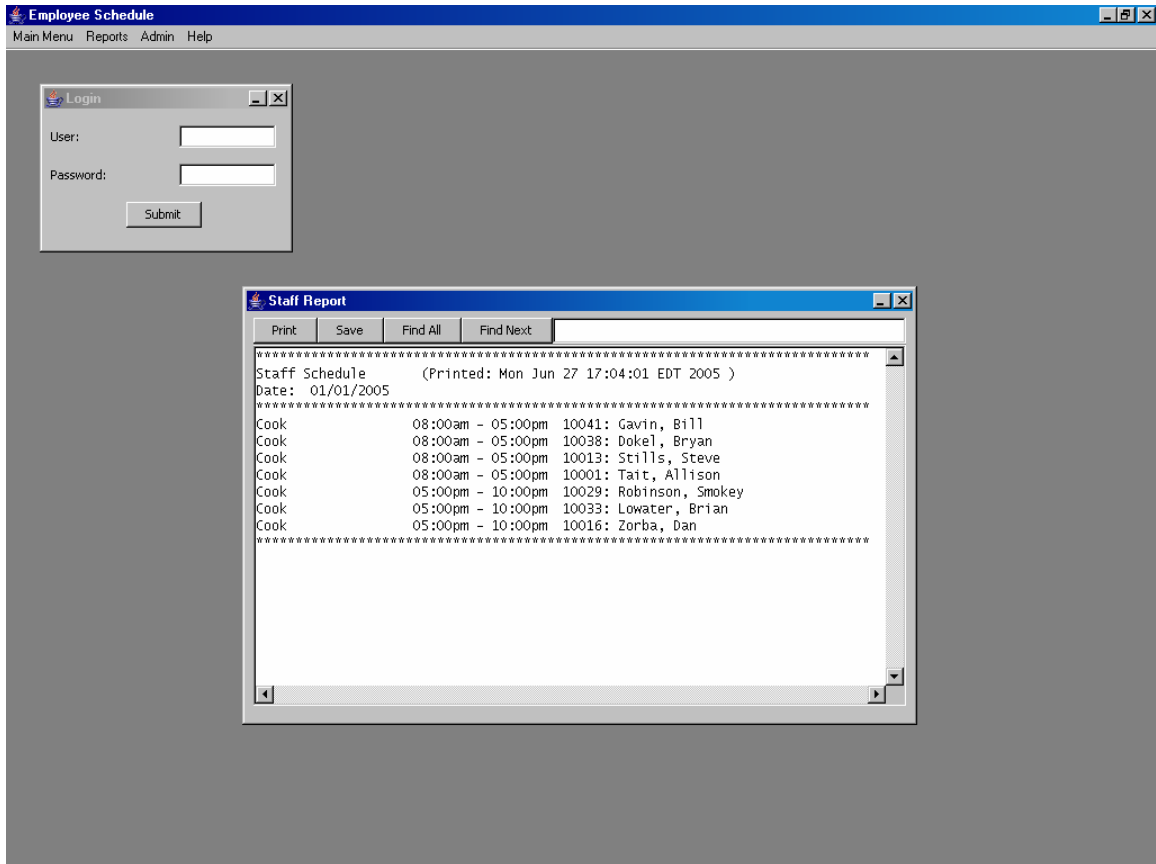 Employee Schedule
Main Menu Reports Admin Help
Login
User:
Password:
Submit
Staff Report
Print Save Find All Find Next
******************************************************************************
Staff Schedule (Printed: Mon Jun 27 17:04:01 EDT 2005 )
Date: 01/01/2005
******************************************************************************
Cook 08:00am - 05:00pm 10041: Gavin, Bill
Cook 08:00am - 05:00pm 10038: Dokel, Bryan
Cook 08:00am - 05:00pm 10013: Stills, Steve
Cook 08:00am - 05:00pm 10001: Tait, Allison
Cook 05:00pm - 10:00pm 10029: Robinson, Smokey
Cook 05:00pm - 10:00pm 10033: Lowater, Brian
Cook 05:00pm - 10:00pm 10016: Zorba, Dan
******************************************************************************